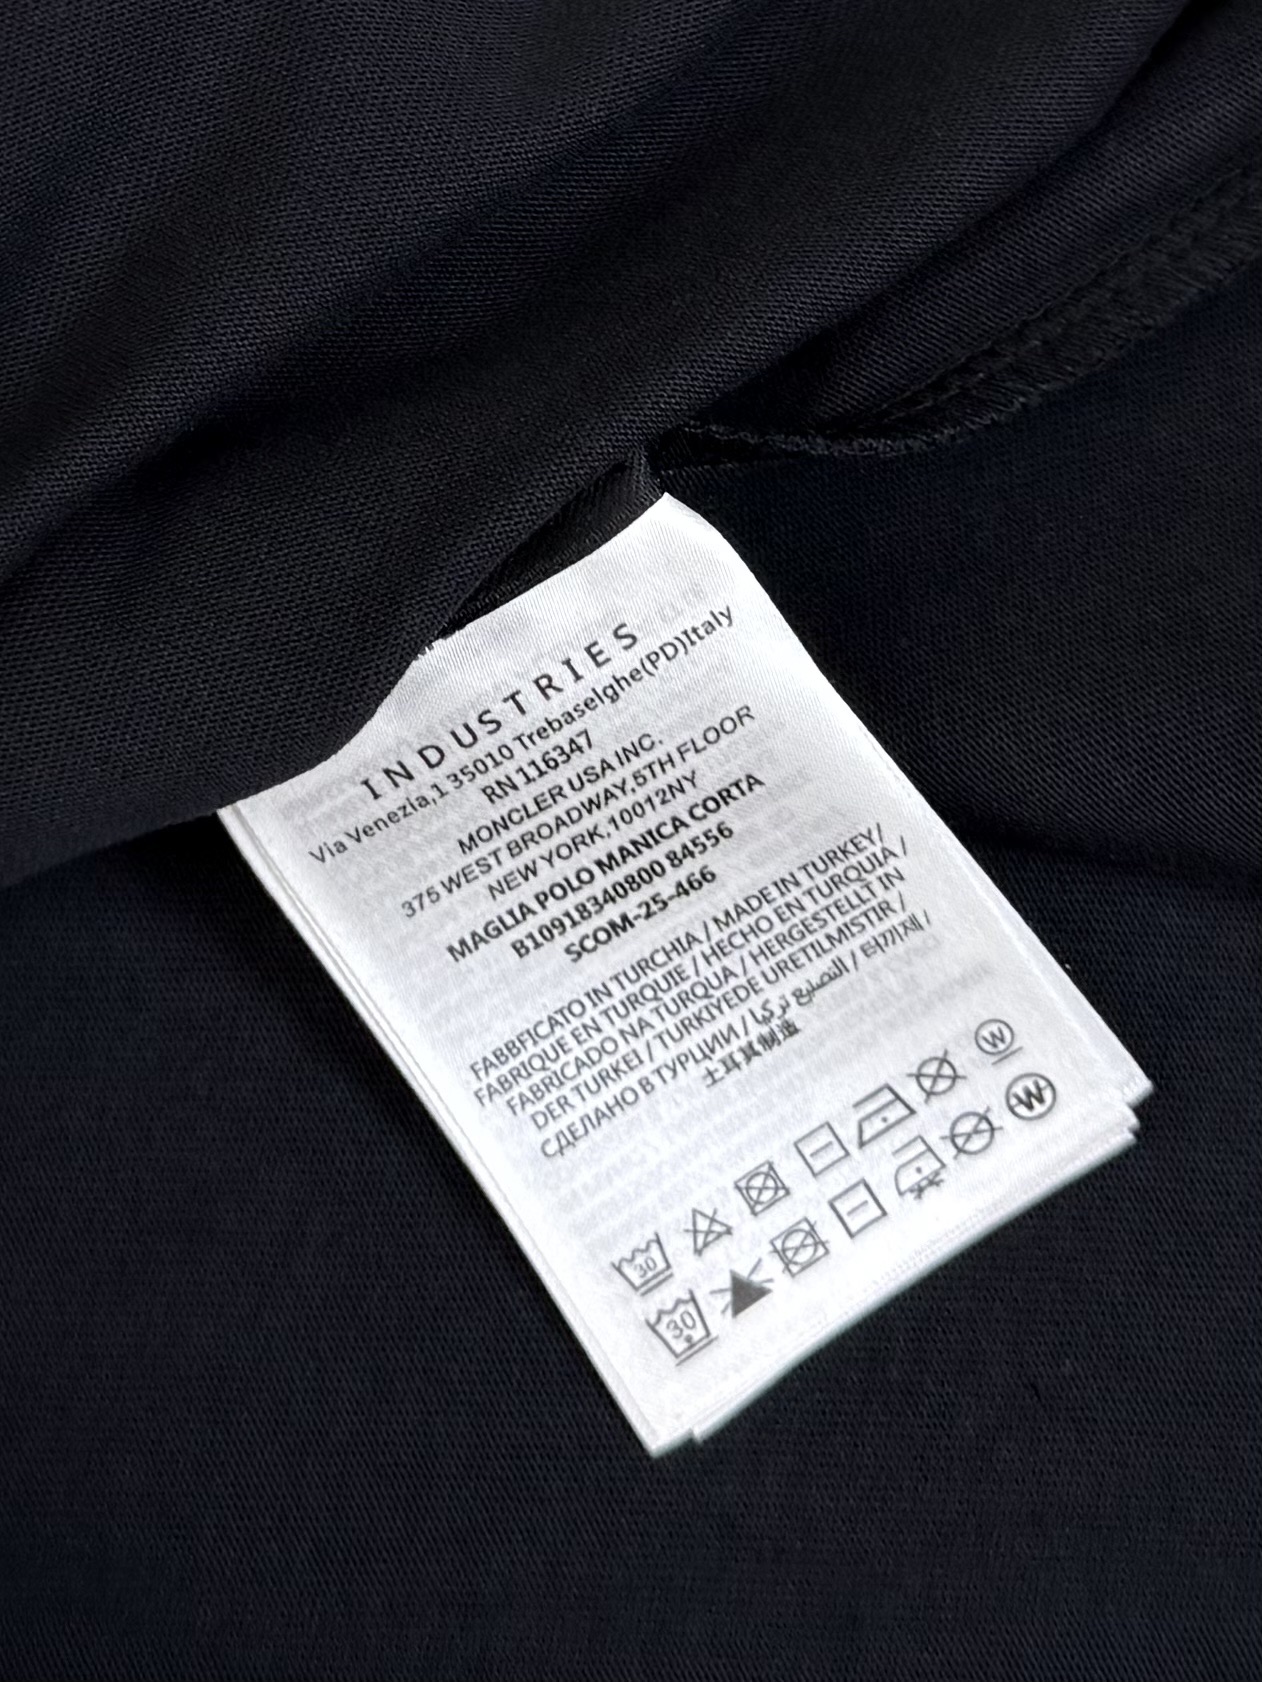 INDUSTRIES
Via Venezia,1 35010 Trebaselghe(PD)Italy
RN 116347
MONCLER USA INC.
375 WEST BROADWAY,5TH FLOOR
NEW YORK,10012NY
MAGLIA POLO MANICA CORTA
B10918340800 84556
SCOM-25-466
FABBFICATO IN TURCHIA / MADE IN TURKEY/
FABRIQUE EN TURQUIE / HECHO EN TURQUIA /
FABRICADO NA TURQUA / HERGESTELLT IN
DER TURKEI / TURKIYEDE URETILMISTIR /
СДЕЛАНО В ТУРЦИИ / التصنيع تركيا / 터키제 /
土耳其制造
30 W
30 W